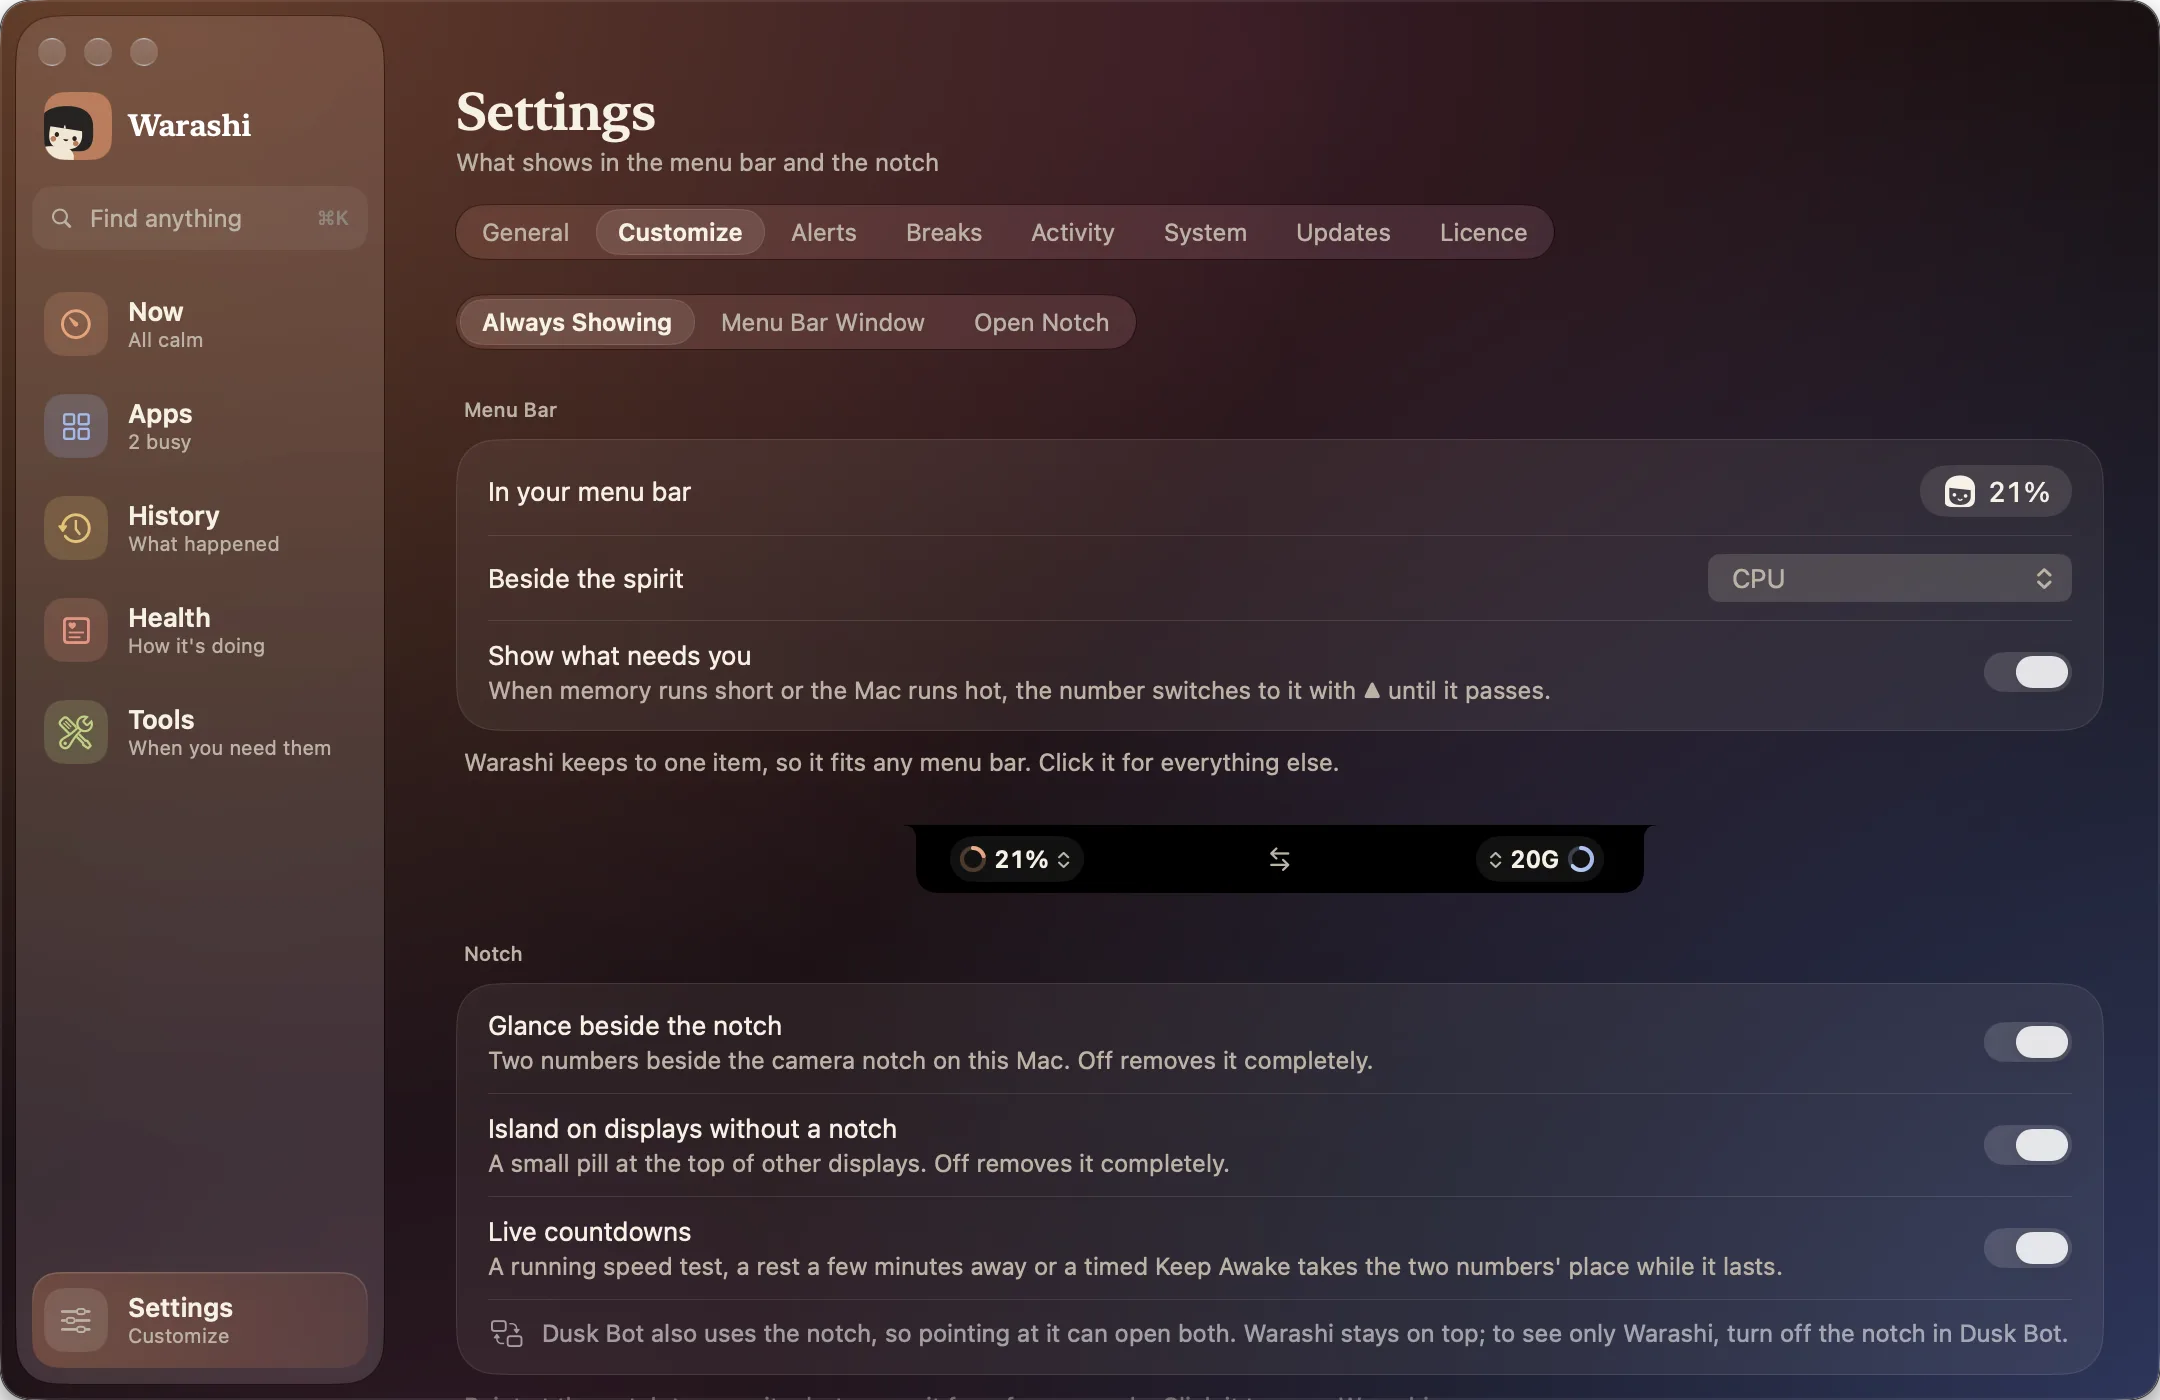 Warashi
Find anything ⌘K
Now
All calm
Apps
2 busy
History
What happened
Health
How it's doing
Tools
When you need them
Settings
Customize
Settings
What shows in the menu bar and the notch
General Customize Alerts Breaks Activity System Updates Licence
Always Showing Menu Bar Window Open Notch
Menu Bar
In your menu bar 21%
Beside the spirit CPU
Show what needs you
When memory runs short or the Mac runs hot, the number switches to it with ▲ until it passes.
Warashi keeps to one item, so it fits any menu bar. Click it for everything else.
21% 20G
Notch
Glance beside the notch
Two numbers beside the camera notch on this Mac. Off removes it completely.
Island on displays without a notch
A small pill at the top of other displays. Off removes it completely.
Live countdowns
A running speed test, a rest a few minutes away or a timed Keep Awake takes the two numbers' place while it lasts.
Dusk Bot also uses the notch, so pointing at it can open both. Warashi stays on top; to see only Warashi, turn off the notch in Dusk Bot.